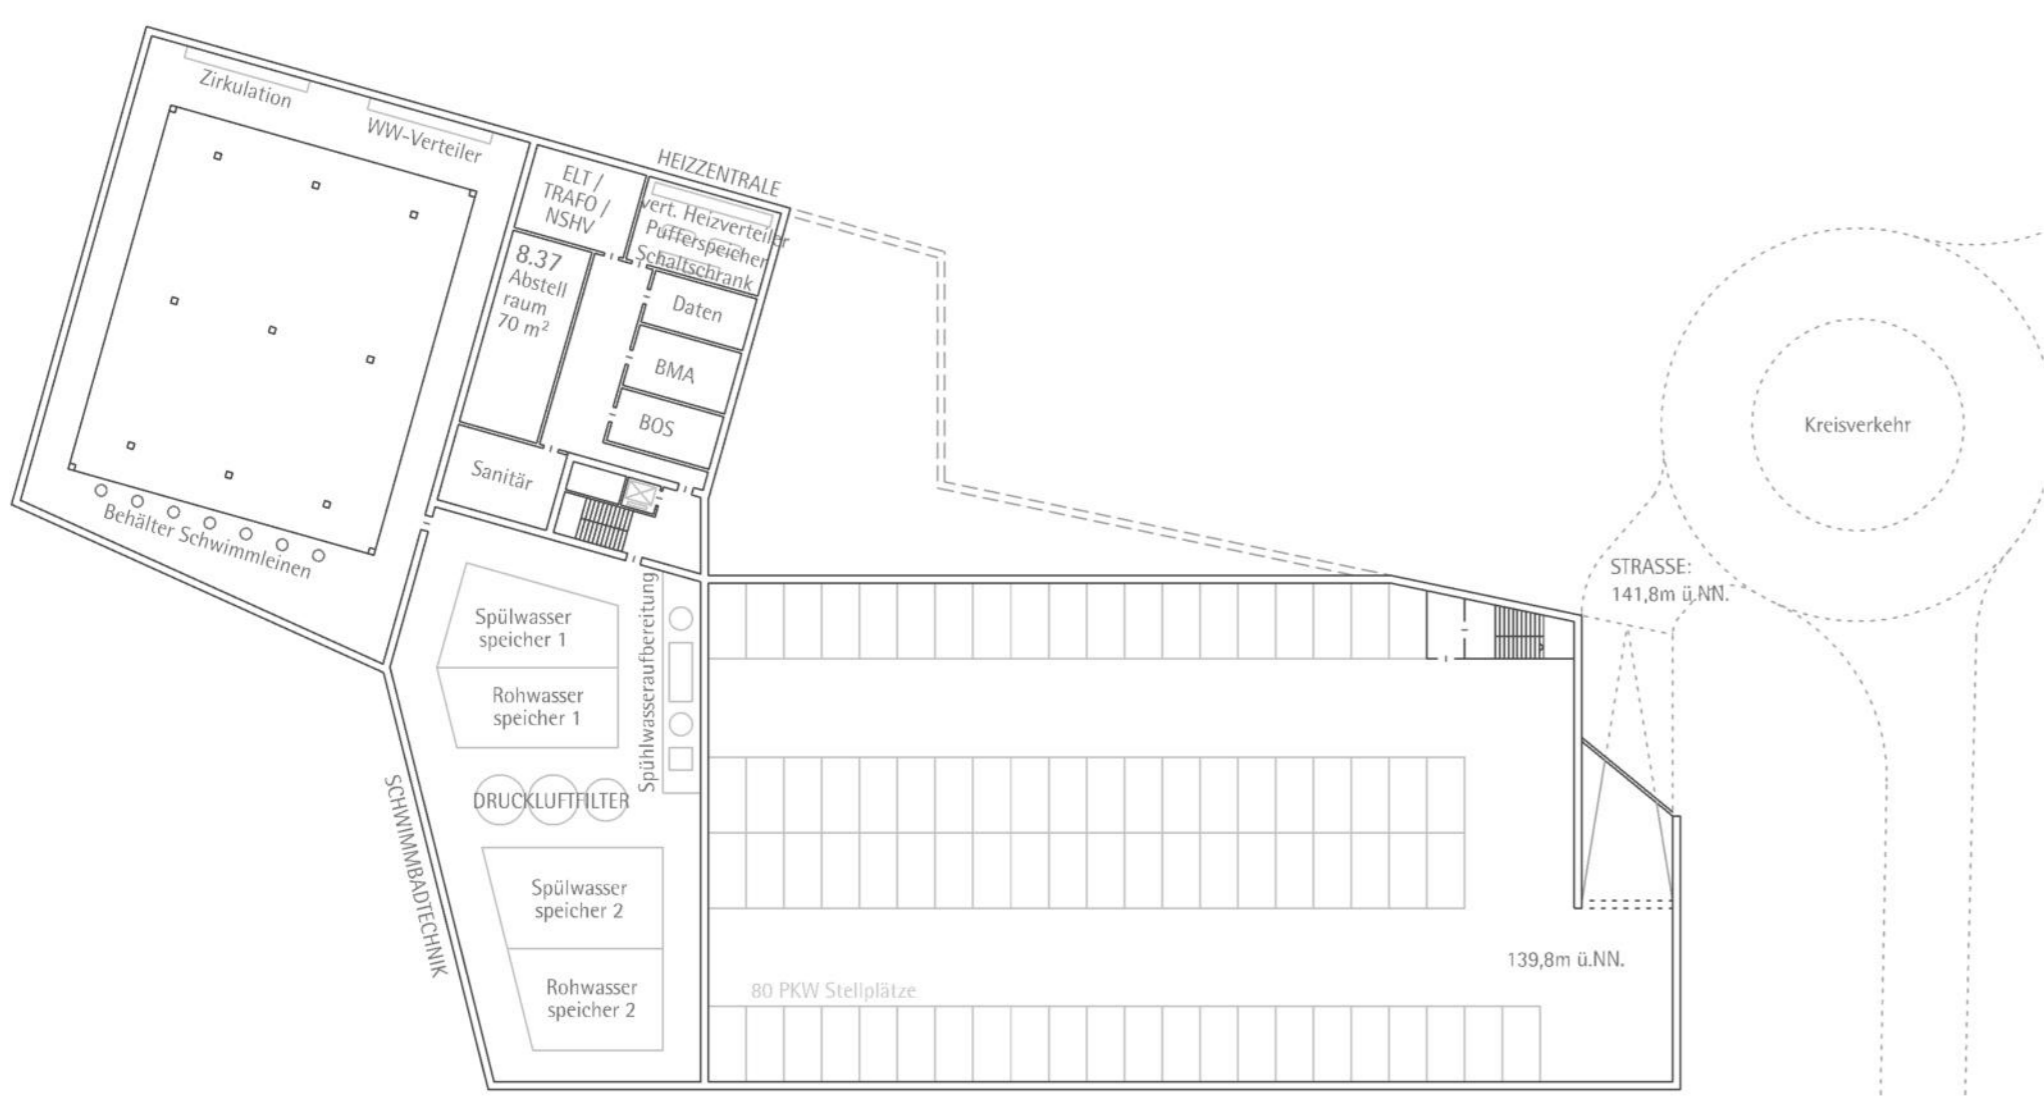 Zirkulation
WW-Verteiler
HEIZZENTRALE
ELT /
TRAFO /
NSHV
vert. Heizverteiler
Pufferspeicher
Schaltschrank
8.37
Abstell
raum
70 m²
Daten
BMA
BOS
Sanitär
Behälter Schwimmleinen
Kreisverkehr
STRASSE:
141,8m ü.NN.
Spülwasser
speicher 1
Rohwasser
speicher 1
Spühlwasseraufbereitung
DRUCKLUFTFILTER
SCHWIMMBADTECHNIK
Spülwasser
speicher 2
Rohwasser
speicher 2
139,8m ü.NN.
80 PKW Stellplätze